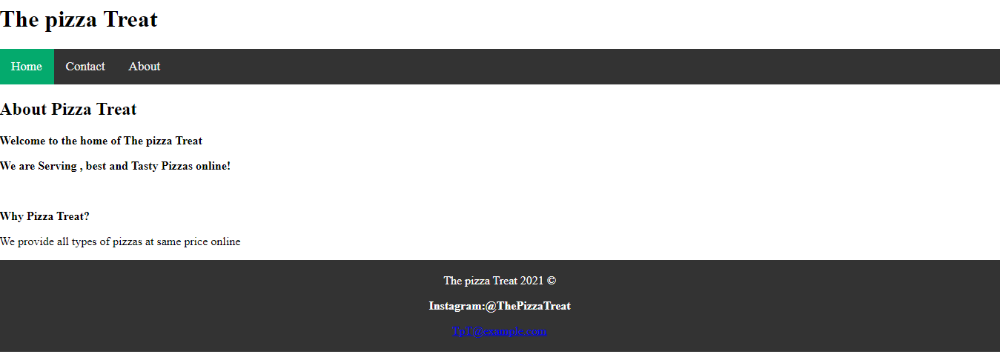 The pizza Treat
Home Contact About
About Pizza Treat
Welcome to the home of The pizza Treat
We are Serving , best and Tasty Pizzas online!
Why Pizza Treat?
We provide all types of pizzas at same price online
The pizza Treat 2021 ©
Instagram:@ThePizzaTreat
TpT@example.com